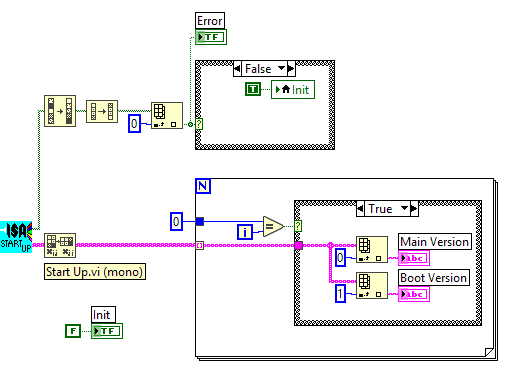 Error
TF
False
T
Init
0
?
N
0
=
i
?
True
ISA
START
UP
Main Version
0
abc
Boot Version
1
abc
Start Up.vi (mono)
Init
F
TF